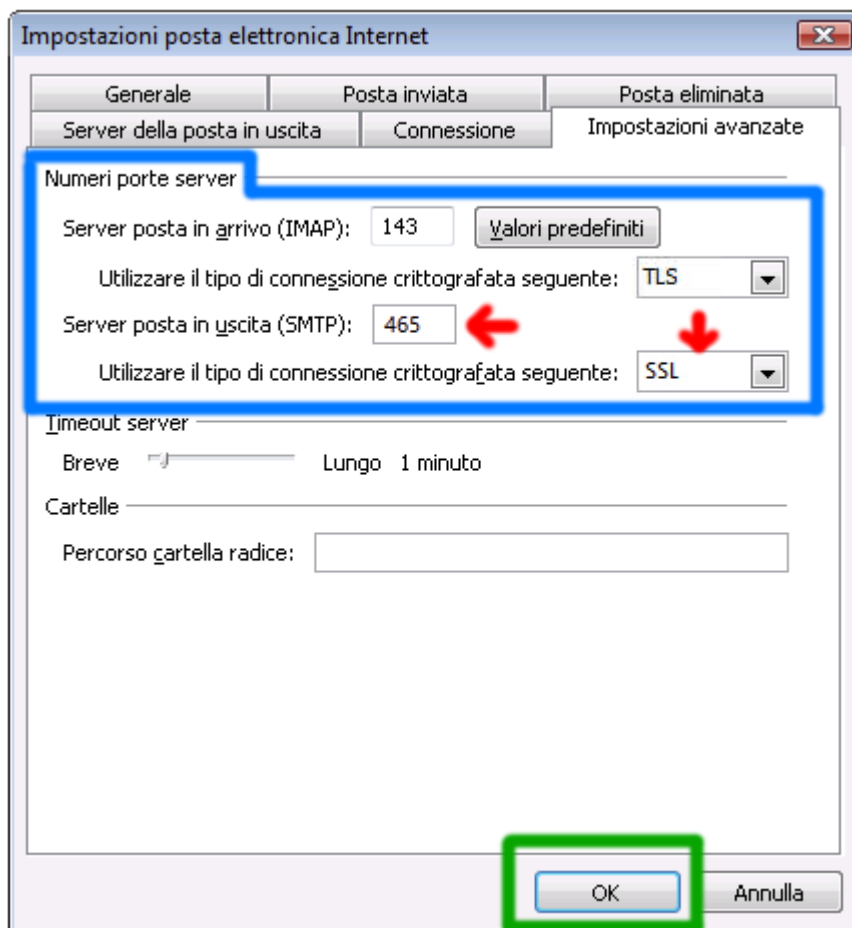 Impostazioni posta elettronica Internet
Generale Posta inviata Posta eliminata
Server della posta in uscita Connessione Impostazioni avanzate
Numeri porte server
Server posta in arrivo (IMAP): 143 Valori predefiniti
Utilizzare il tipo di connessione crittografata seguente: TLS
Server posta in uscita (SMTP): 465
Utilizzare il tipo di connessione crittografata seguente: SSL
Timeout server
Breve Lungo 1 minuto
Cartelle
Percorso cartella radice:
OK Annulla